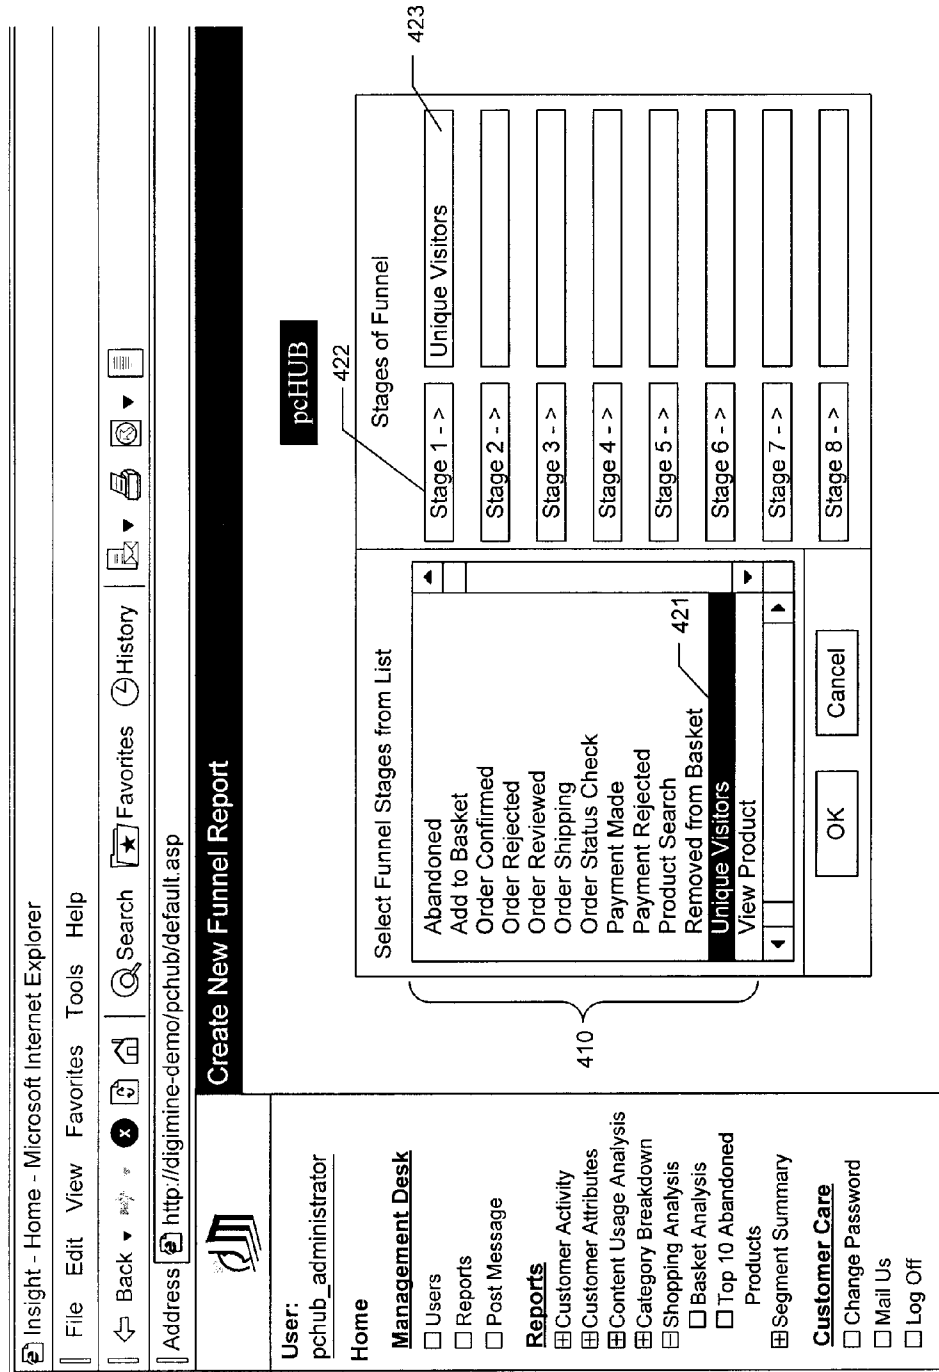 Insight - Home - Microsoft Internet Explorer
File Edit View Favorites Tools Help
Back Search Favorites History
Address http://digimine-demo/pchub/default.asp
Create New Funnel Report
User:
pchub_administrator
Home
Management Desk
Users
Reports
Post Message
Reports
Customer Activity
Customer Attributes
Content Usage Analysis
Category Breakdown
Shopping Analysis
Basket Analysis
Top 10 Abandoned
Products
Segment Summary
Customer Care
Change Password
Mail Us
Log Off
pcHUB
Select Funnel Stages from List
Abandoned
Add to Basket
Order Confirmed
Order Rejected
Order Reviewed
Order Shipping
Order Status Check
Payment Made
Payment Rejected
Product Search
Removed from Basket
Unique Visitors
View Product
410
421
OK
Cancel
422
423
Stages of Funnel
Stage 1 - > Unique Visitors
Stage 2 - >
Stage 3 - >
Stage 4 - >
Stage 5 - >
Stage 6 - >
Stage 7 - >
Stage 8 - >